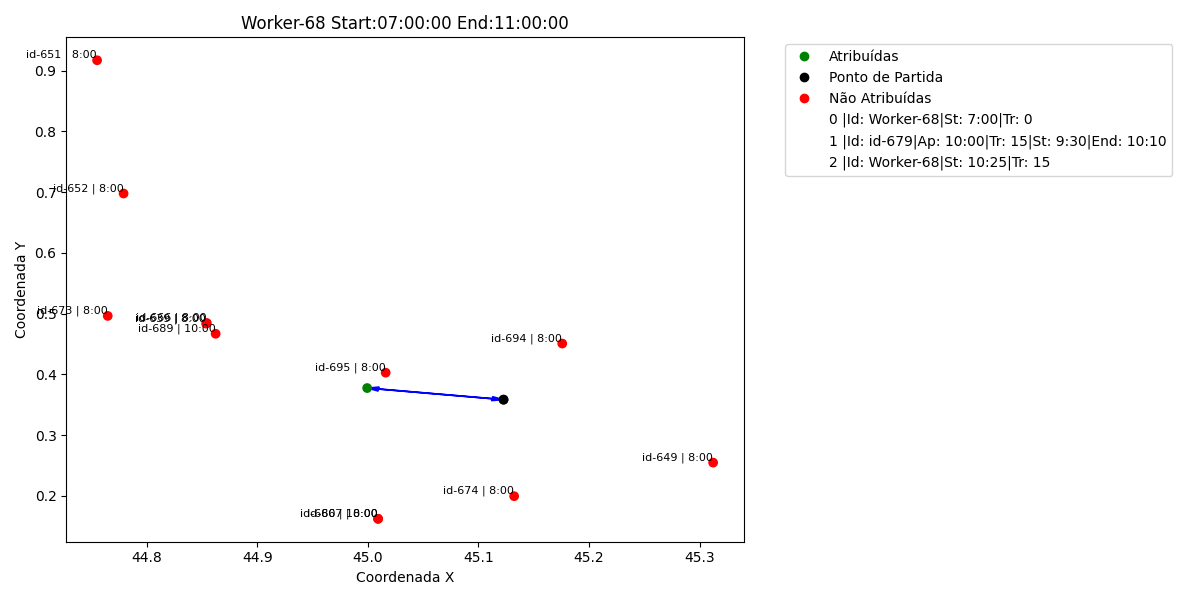 Worker-68 Start:07:00:00 End:11:00:00
id-651 | 8:00
id-652 | 8:00
id-673 | 8:00
8:00
id-689 | 10:00
id-695 | 8:00
id-694 | 8:00
id-649 | 8:00
id-674 | 8:00
0.9
0.8
0.7
0.6
0.5
0.4
0.3
0.2
Coordenada Y
44.8 44.9 45.0 45.1 45.2 45.3
Coordenada X
Atribuídas
Ponto de Partida
Não Atribuídas
0 |Id: Worker-68|St: 7:00|Tr: 0
1 |Id: id-679|Ap: 10:00|Tr: 15|St: 9:30|End: 10:10
2 |Id: Worker-68|St: 10:25|Tr: 15